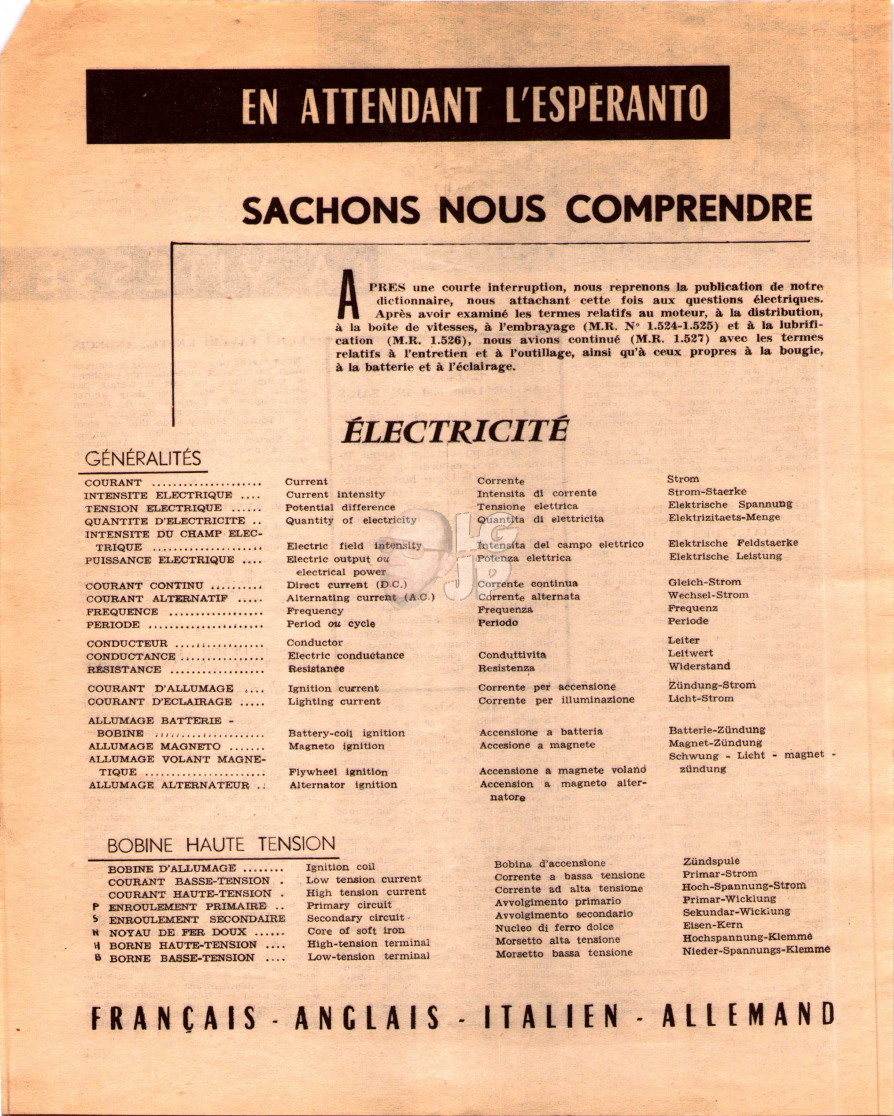 EN ATTENDANT L'ESPÉRANTO
SACHONS NOUS COMPRENDRE
APRES une courte interruption, nous reprenons la publication de notre
dictionnaire, nous attachant cette fois aux questions électriques.
Après avoir examiné les termes relatifs au moteur, à la distribution,
à la boîte de vitesses, à l'embrayage (M.R. N° 1.524-1.525) et à la lubrifi-
cation (M.R. 1.526), nous avions continué (M.R. 1.527) avec les termes
relatifs à l'entretien et à l'outillage, ainsi qu'à ceux propres à la bougie,
à la batterie et à l'éclairage.
ÉLECTRICITÉ
GÉNÉRALITÉS
COURANT .................... Current Corrente Strom
INTENSITE ELECTRIQUE .... Current intensity Intensita di corrente Strom-Staerke
TENSION ELECTRIQUE ...... Potential difference Tensione elettrica Elektrische Spannung
QUANTITE D'ELECTRICITE .. Quantity of electricity Quantita di elettricita Elektrizitaets-Menge
INTENSITE DU CHAMP ELEC-
TRIQUE .................... Electric field intensity Intensita del campo elettrico Elektrische Feldstaerke
PUISSANCE ELECTRIQUE .... Electric output ou Potenza elettrica Elektrische Leistung
electrical power
COURANT CONTINU .......... Direct current (D.C.) Corrente continua Gleich-Strom
COURANT ALTERNATIF ..... Alternating current (A.C.) Corrente alternata Wechsel-Strom
FREQUENCE ................. Frequency Frequenza Frequenz
PERIODE ..................... Period ou cycle Periodo Periode
CONDUCTEUR ................ Conductor Leiter
CONDUCTANCE ................ Electric conductance Conduttivita Leitwert
RÉSISTANCE ................. Resistance Resistenza Widerstand
COURANT D'ALLUMAGE .... Ignition current Corrente per accensione Zündung-Strom
COURANT D'ECLAIRAGE ..... Lighting current Corrente per illuminazione Licht-Strom
ALLUMAGE BATTERIE -
BOBINE .................... Battery-coil ignition Accensione a batteria Batterie-Zündung
ALLUMAGE MAGNETO ....... Magneto ignition Accesione a magnete Magnet-Zündung
ALLUMAGE VOLANT MAGNE- Schwung - Licht - magnet -
TIQUE ...................... Flywheel ignition Accensione a magnete volano zündung
ALLUMAGE ALTERNATEUR .. Alternator ignition Accension a magneto alter-
natore
BOBINE HAUTE TENSION
BOBINE D'ALLUMAGE ........ Ignition coil Bobina d'accensione Zündspule
COURANT BASSE-TENSION . Low tension current Corrente a bassa tensione Primar-Strom
COURANT HAUTE-TENSION . High tension current Corrente ad alta tensione Hoch-Spannung-Strom
P ENROULEMENT PRIMAIRE .. Primary circuit Avvolgimento primario Primar-Wicklung
S ENROULEMENT SECONDAIRE Secondary circuit Avvolgimento secondario Sekundar-Wicklung
N NOYAU DE FER DOUX ...... Core of soft iron Nucleo di ferro dolce Eisen-Kern
H BORNE HAUTE-TENSION .... High-tension terminal Morsetto alta tensione Hochspannung-Klemme
B BORNE BASSE-TENSION .... Low-tension terminal Morsetto bassa tensione Nieder-Spannungs-Klemme
FRANÇAIS - ANGLAIS - ITALIEN - ALLEMAND